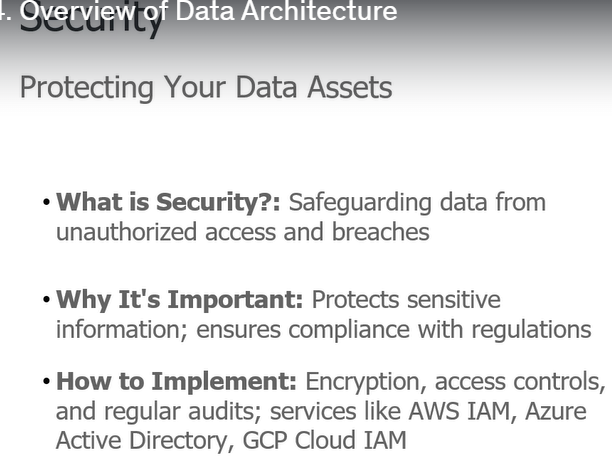 4. Overview of Data Architecture
Security
Protecting Your Data Assets
• What is Security?: Safeguarding data from
unauthorized access and breaches
• Why It's Important: Protects sensitive
information; ensures compliance with regulations
• How to Implement: Encryption, access controls,
and regular audits; services like AWS IAM, Azure
Active Directory, GCP Cloud IAM